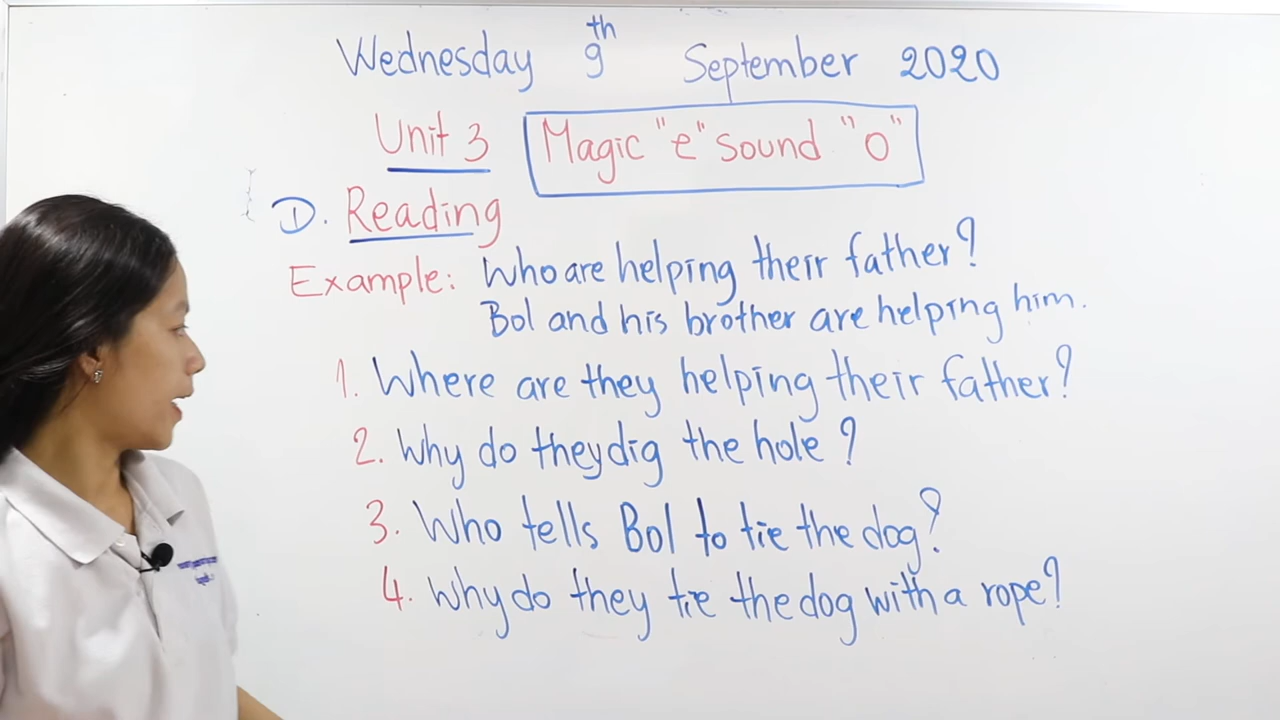 Wednesday 9th September 2020
Unit 3 Magic "e" sound "o"
D. Reading
Example: Who are helping their father?
Bol and his brother are helping him.
1. Where are they helping their father?
2. Why do they dig the hole?
3. Who tells Bol to tie the dog?
4. Why do they tie the dog with a rope?